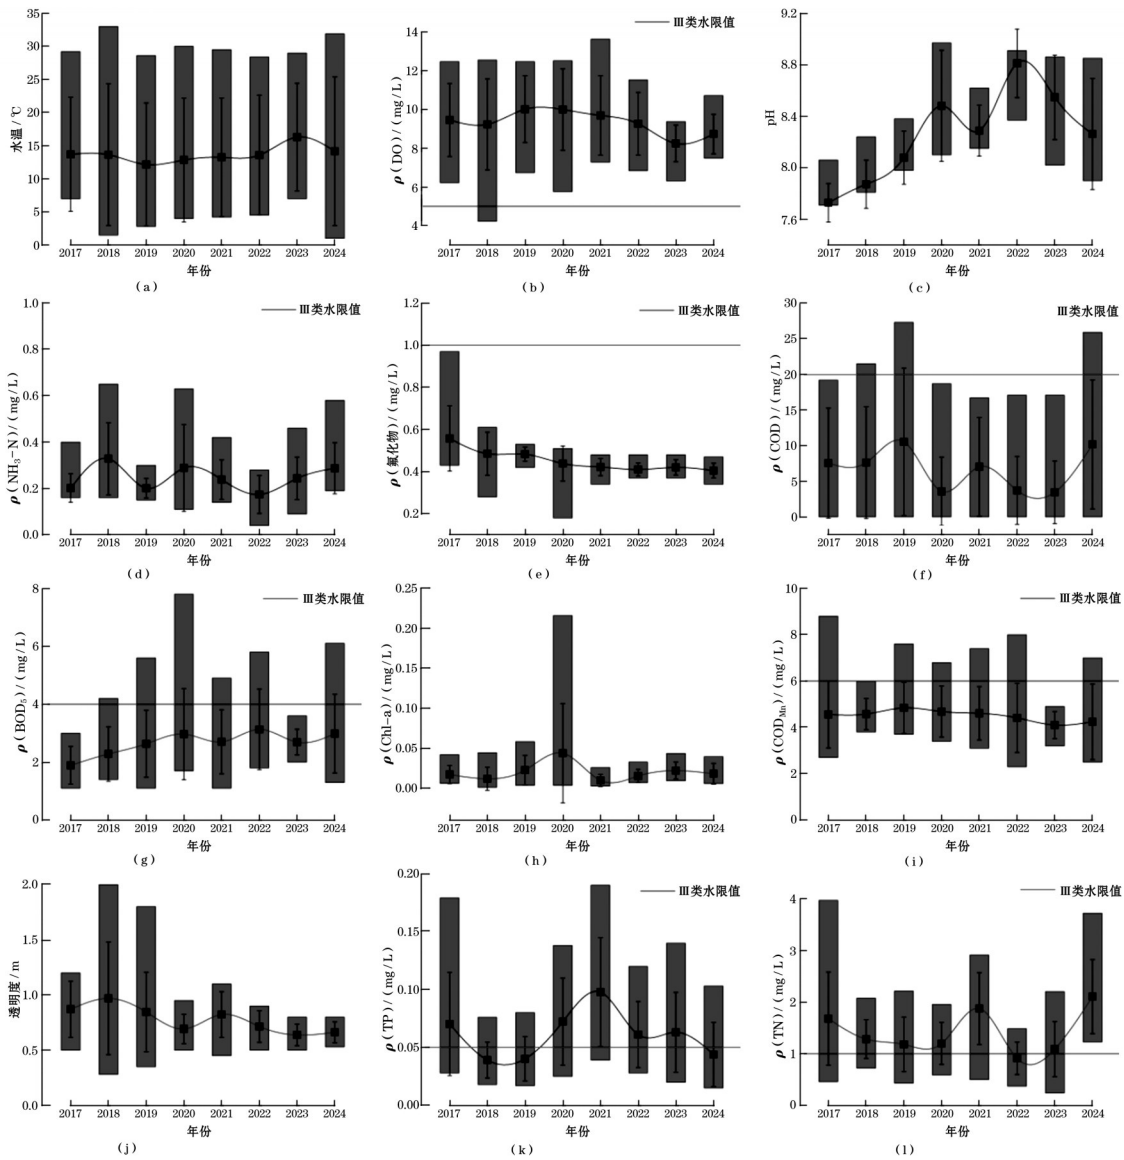 水温/℃
35
30
25
20
15
10
5
0
2017 2018 2019 2020 2021 2022 2023 2024
年份
(a)
Ⅲ类水限值
ρ(DO)/(mg/L)
14
12
10
8
6
4
2017 2018 2019 2020 2021 2022 2023 2024
年份
(b)
pH
9.2
8.8
8.4
8.0
7.6
2017 2018 2019 2020 2021 2022 2023 2024
年份
(c)
Ⅲ类水限值
ρ(NH3-N)/(mg/L)
1.0
0.8
0.6
0.4
0.2
0.0
2017 2018 2019 2020 2021 2022 2023 2024
年份
(d)
Ⅲ类水限值
ρ(氟化物)/(mg/L)
1.2
1.0
0.8
0.6
0.4
0.2
2017 2018 2019 2020 2021 2022 2023 2024
年份
(e)
Ⅲ类水限值
ρ(COD)/(mg/L)
30
25
20
15
10
5
0
2017 2018 2019 2020 2021 2022 2023 2024
年份
(f)
Ⅲ类水限值
ρ(BOD5)/(mg/L)
8
6
4
2
0
2017 2018 2019 2020 2021 2022 2023 2024
年份
(g)
ρ(Chl-a)/(mg/L)
0.25
0.20
0.15
0.10
0.05
0.00
2017 2018 2019 2020 2021 2022 2023 2024
年份
(h)
Ⅲ类水限值
ρ(CODMn)/(mg/L)
10
8
6
4
2
0
2017 2018 2019 2020 2021 2022 2023 2024
年份
(i)
透明度/m
2.0
1.5
1.0
0.5
0.0
2017 2018 2019 2020 2021 2022 2023 2024
年份
(j)
Ⅲ类水限值
ρ(TP)/(mg/L)
0.20
0.15
0.10
0.05
0.00
2017 2018 2019 2020 2021 2022 2023 2024
年份
(k)
Ⅲ类水限值
ρ(TN)/(mg/L)
4
3
2
1
0
2017 2018 2019 2020 2021 2022 2023 2024
年份
(l)